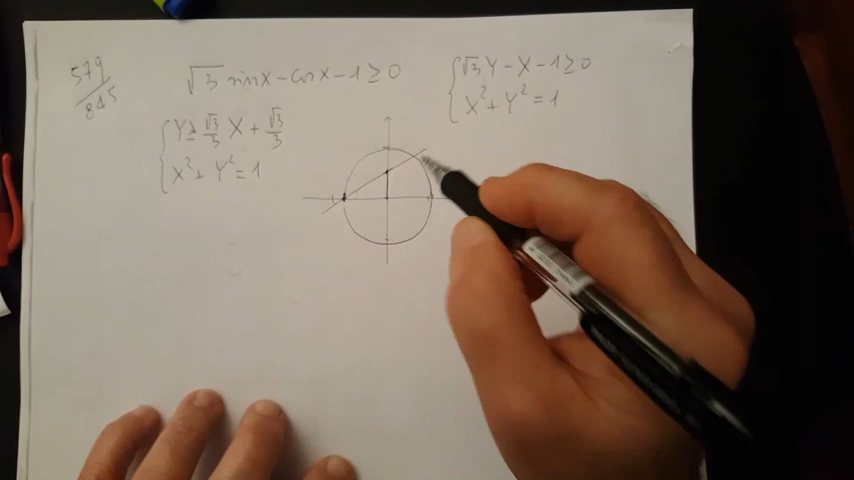 579
845
√3 sinx - cosx - 1 ≥ 0
{ √3 Y - X - 1 ≥ 0
X² + Y² = 1
{ Y ≥ √3/3 X + √3/3
X² + Y² = 1